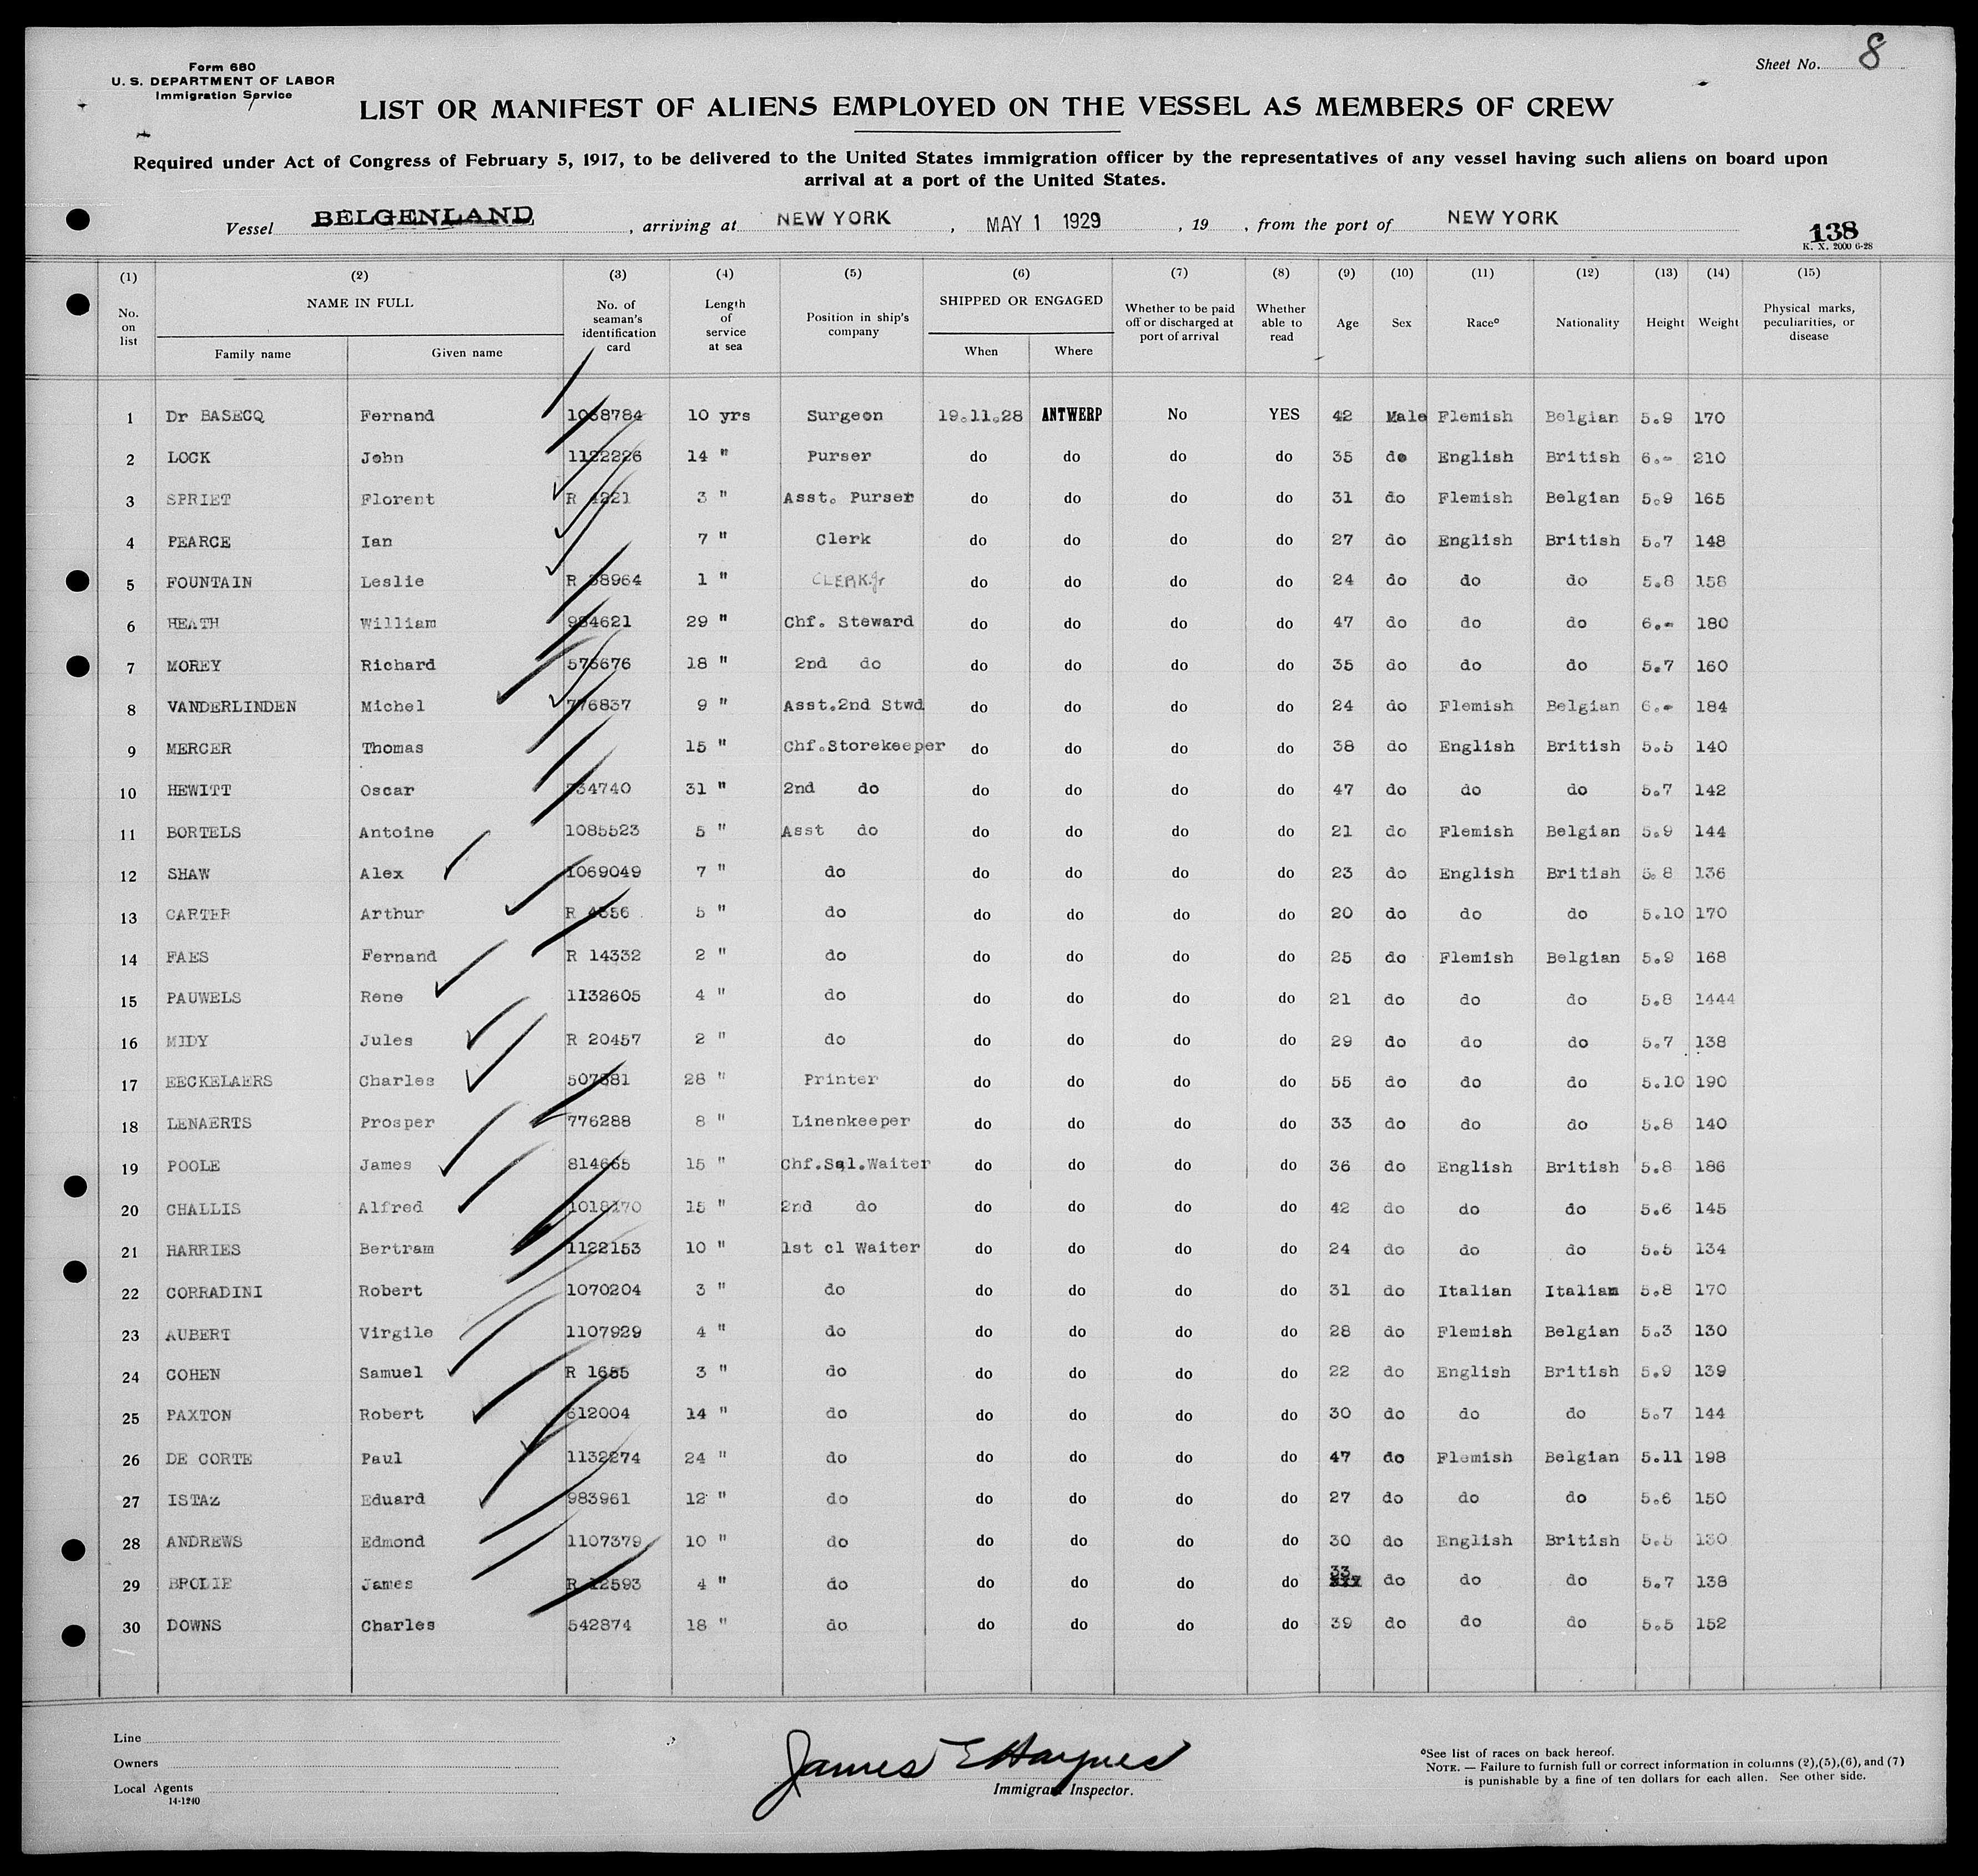 Form 680
U. S. DEPARTMENT OF LABOR
Immigration Service
Sheet No. 8
LIST OR MANIFEST OF ALIENS EMPLOYED ON THE VESSEL AS MEMBERS OF CREW
Required under Act of Congress of February 5, 1917, to be delivered to the United States immigration officer by the representatives of any vessel having such aliens on board upon
arrival at a port of the United States.
Vessel BELGENLAND, arriving at NEW YORK, MAY 1 1929, 19 , from the port of NEW YORK
138
K. X. 2000 6-28
(1) (2) (3) (4) (5) (6) (7) (8) (9) (10) (11) (12) (13) (14) (15)
No. on list NAME IN FULL Family name Given name No. of seaman's identification card Length of service at sea Position in ship's company SHIPPED OR ENGAGED When Where Whether to be paid off or discharged at port of arrival Whether able to read Age Sex Race° Nationality Height Weight Physical marks, peculiarities, or disease
1 Dr BASECQ Fernand 1068784 10 yrs Surgeon 19.11.28 ANTWERP No YES 42 Male Flemish Belgian 5.9 170
2 LOCK John 1122226 14 " Purser do do do do 35 do English British 6.- 210
3 SPRIET Florent R 4221 3 " Asst. Purser do do do do 31 do Flemish Belgian 5.9 165
4 PEARCE Ian 7 " Clerk do do do do 27 do English British 5.7 148
5 FOUNTAIN Leslie R 38964 1 " CLERK Jr do do do do 24 do do do 5.8 158
6 HEATH William 984621 29 " Chf. Steward do do do do 47 do do do 6.- 180
7 MOREY Richard 576676 18 " 2nd do do do do do 35 do do do 5.7 160
8 VANDERLINDEN Michel 776837 9 " Asst.2nd Stwd do do do do 24 do Flemish Belgian 6.- 184
9 MERCER Thomas 15 " Chf.Storekeeper do do do do 38 do English British 5.5 140
10 HEWITT Oscar 734740 31 " 2nd do do do do do 47 do do do 5.7 142
11 BORTELS Antoine 1085523 5 " Asst do do do do do 21 do Flemish Belgian 5.9 144
12 SHAW Alex 1069049 7 " do do do do do 23 do English British 5.8 136
13 CARTER Arthur R 4356 5 " do do do do do 20 do do do 5.10 170
14 FAES Fernand R 14332 2 " do do do do do 25 do Flemish Belgian 5.9 168
15 PAUWELS Rene 1132605 4 " do do do do do 21 do do do 5.8 1444
16 MIDY Jules R 20457 2 " do do do do do 29 do do do 5.7 138
17 EECKELAERS Charles 507381 28 " Printer do do do do 55 do do do 5.10 190
18 LENAERTS Prosper 776288 8 " Linenkeeper do do do do 33 do do do 5.8 140
19 POOLE James 814665 15 " Chf.Sal.Waiter do do do do 36 do English British 5.8 186
20 CHALLIS Alfred 1018170 15 " 2nd do do do do do 42 do do do 5.6 145
21 HARRIES Bertram 1122153 10 " 1st cl Waiter do do do do 24 do do do 5.5 134
22 CORRADINI Robert 1070204 3 " do do do do do 31 do Italian Italian 5.8 170
23 AUBERT Virgile 1107929 4 " do do do do do 28 do Flemish Belgian 5.3 130
24 COHEN Samuel R 1655 3 " do do do do do 22 do English British 5.9 139
25 PAXTON Robert 612004 14 " do do do do do 30 do do do 5.7 144
26 DE CORTE Paul 1132274 24 " do do do do do 47 do Flemish Belgian 5.11 198
27 ISTAZ Eduard 983961 12 " do do do do do 27 do do do 5.6 150
28 ANDREWS Edmond 1107379 10 " do do do do do 30 do English British 5.5 130
29 BRODIE James R 12593 4 " do do do do do 33 do do do 5.7 138
30 DOWNS Charles 542874 18 " do do do do do 39 do do do 5.5 152
Line
Owners
Local Agents
14-1240
James E Haynes
Immigrant Inspector.
°See list of races on back hereof.
NOTE. — Failure to furnish full or correct information in columns (2),(5),(6), and (7)
is punishable by a fine of ten dollars for each alien. See other side.